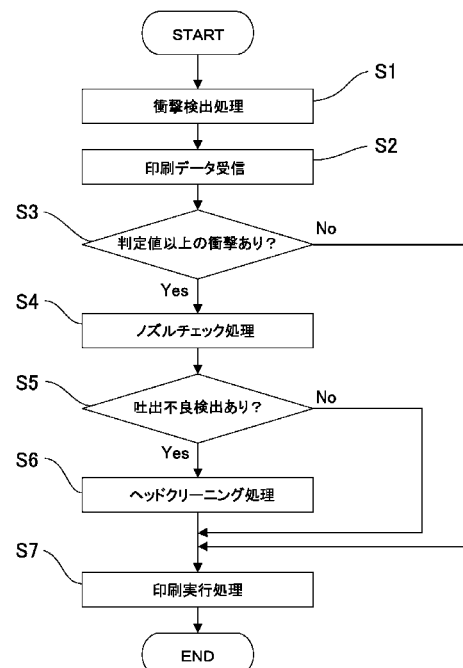 START
S1
衝撃検出処理
S2
印刷データ受信
S3
判定値以上の衝撃あり?
No
Yes
S4
ノズルチェック処理
S5
吐出不良検出あり?
No
Yes
S6
ヘッドクリーニング処理
S7
印刷実行処理
END